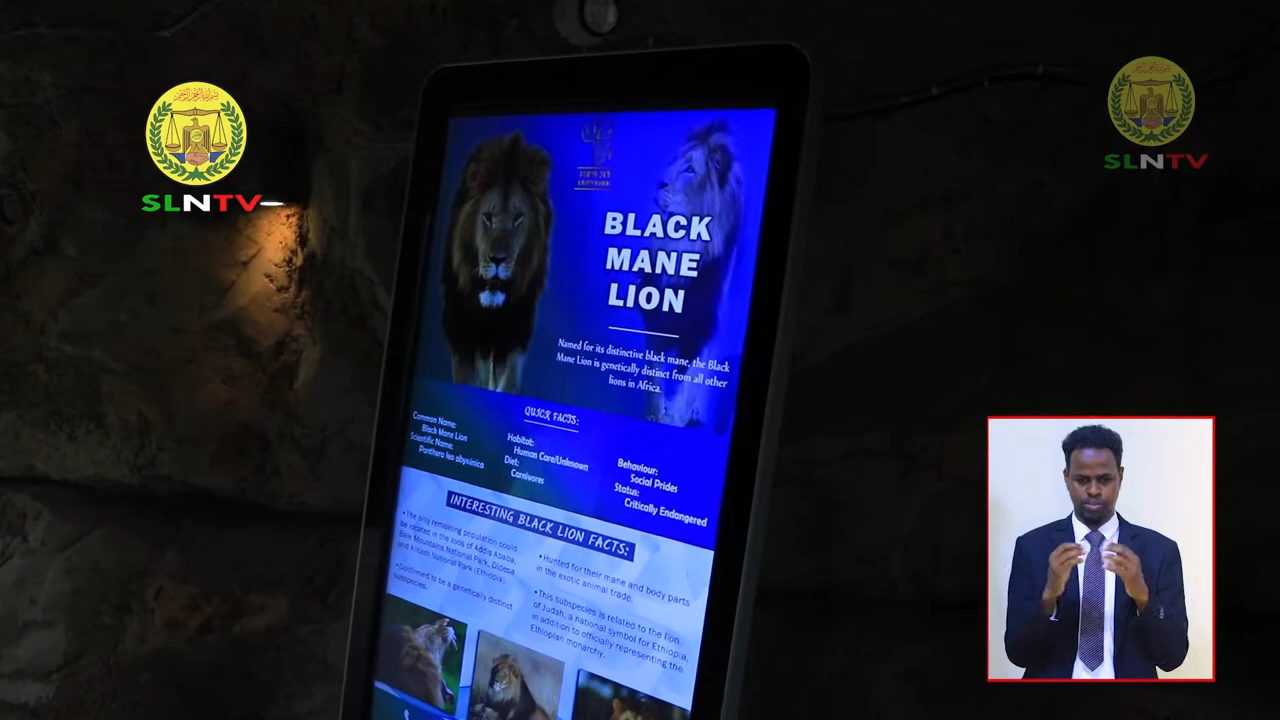 SLNTV
SLNTV
BLACK
MANE
LION
Named for its distinctive black mane, the Black
Mane Lion is genetically distinct from all other
lions in Africa.
QUICK FACTS:
Common Name:
Black Mane Lion
Scientific Name:
Panthera leo abyssinica
Habitat:
Human Care/Unknown
Diet:
Carnivores
Behaviour:
Social Prides
Status:
Critically Endangered
INTERESTING BLACK LION FACTS:
• The only remaining population could
be located in the zoos of Addis Ababa,
Bale Mountains National Park, Didesa
and Altash National Park (Ethiopia).
• Confirmed to be a genetically distinct
subspecies.
• Hunted for their mane and body parts
in the exotic animal trade.
• This subspecies is related to the lion
of Judah, a national symbol for Ethiopia,
in addition to officially representing the
Ethiopian monarchy.